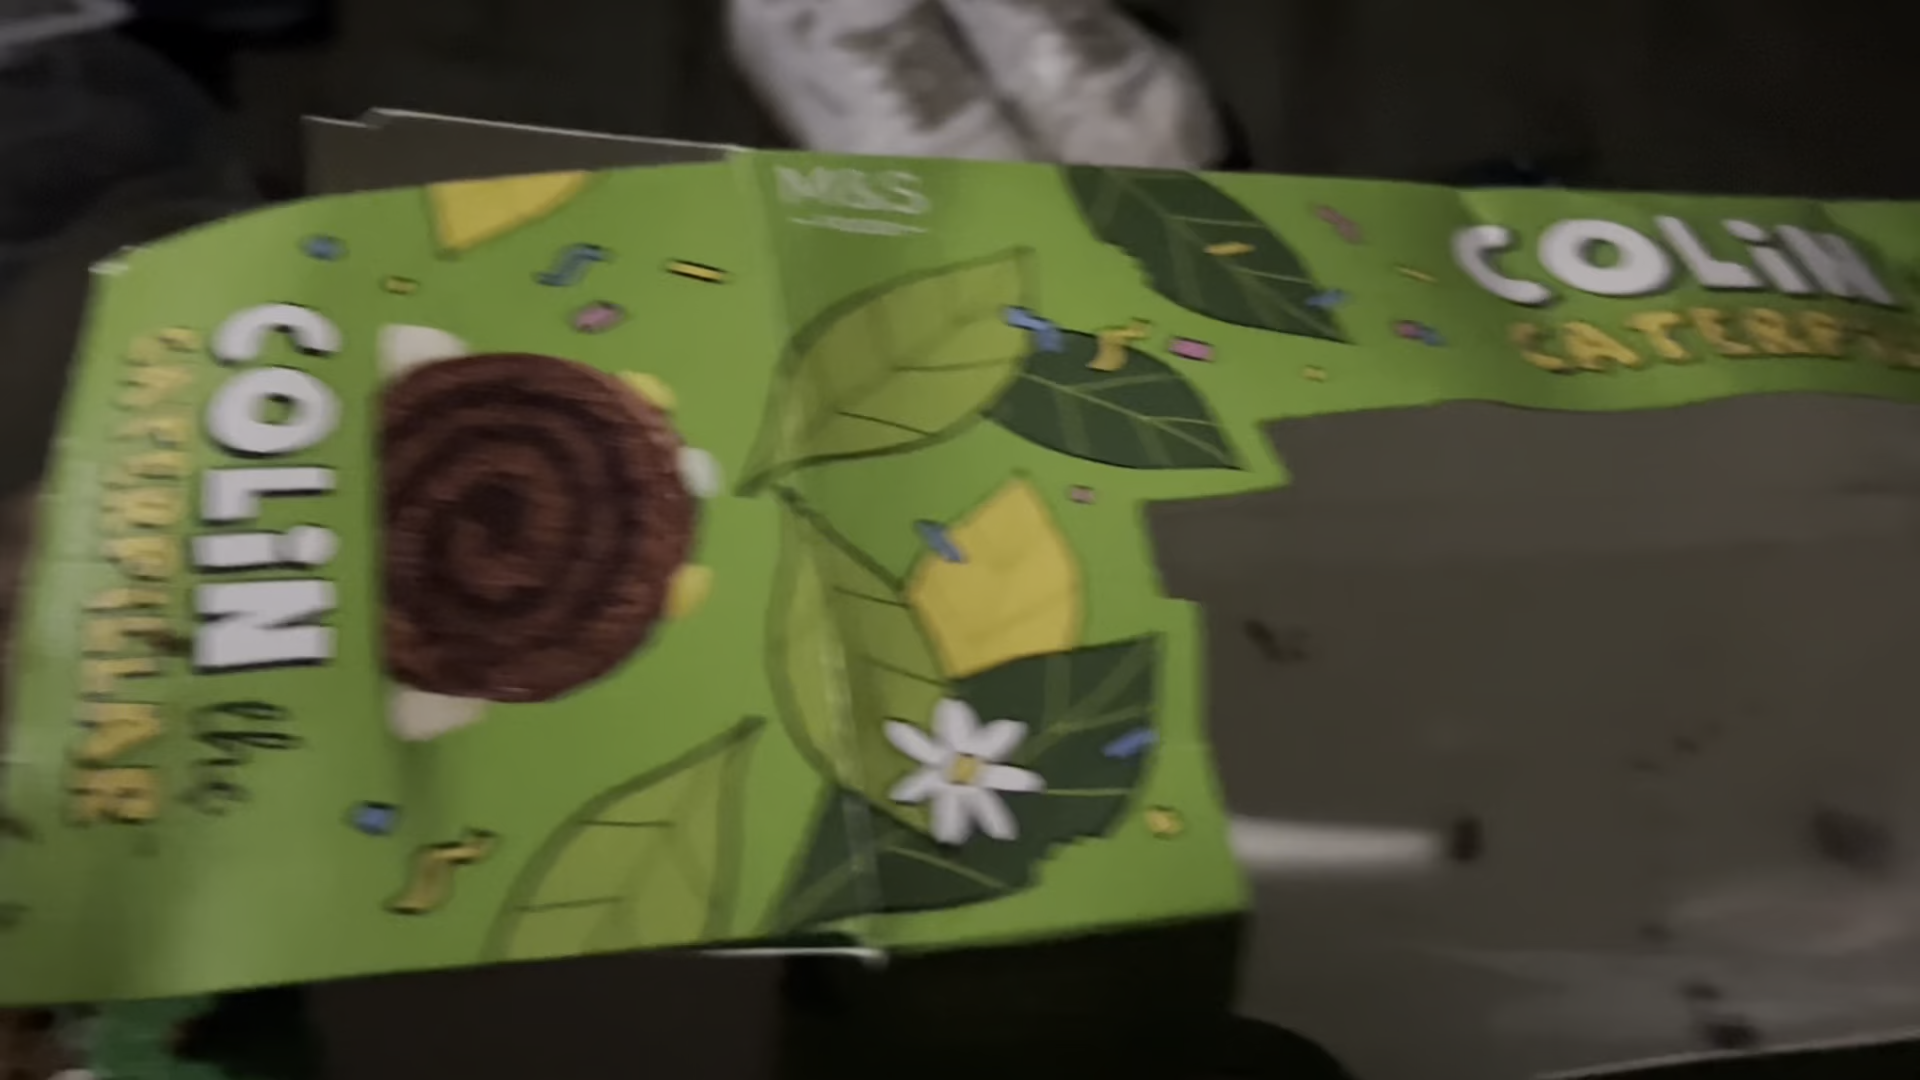 M&S
COLiN
COLiN
the
CATERPILLAR